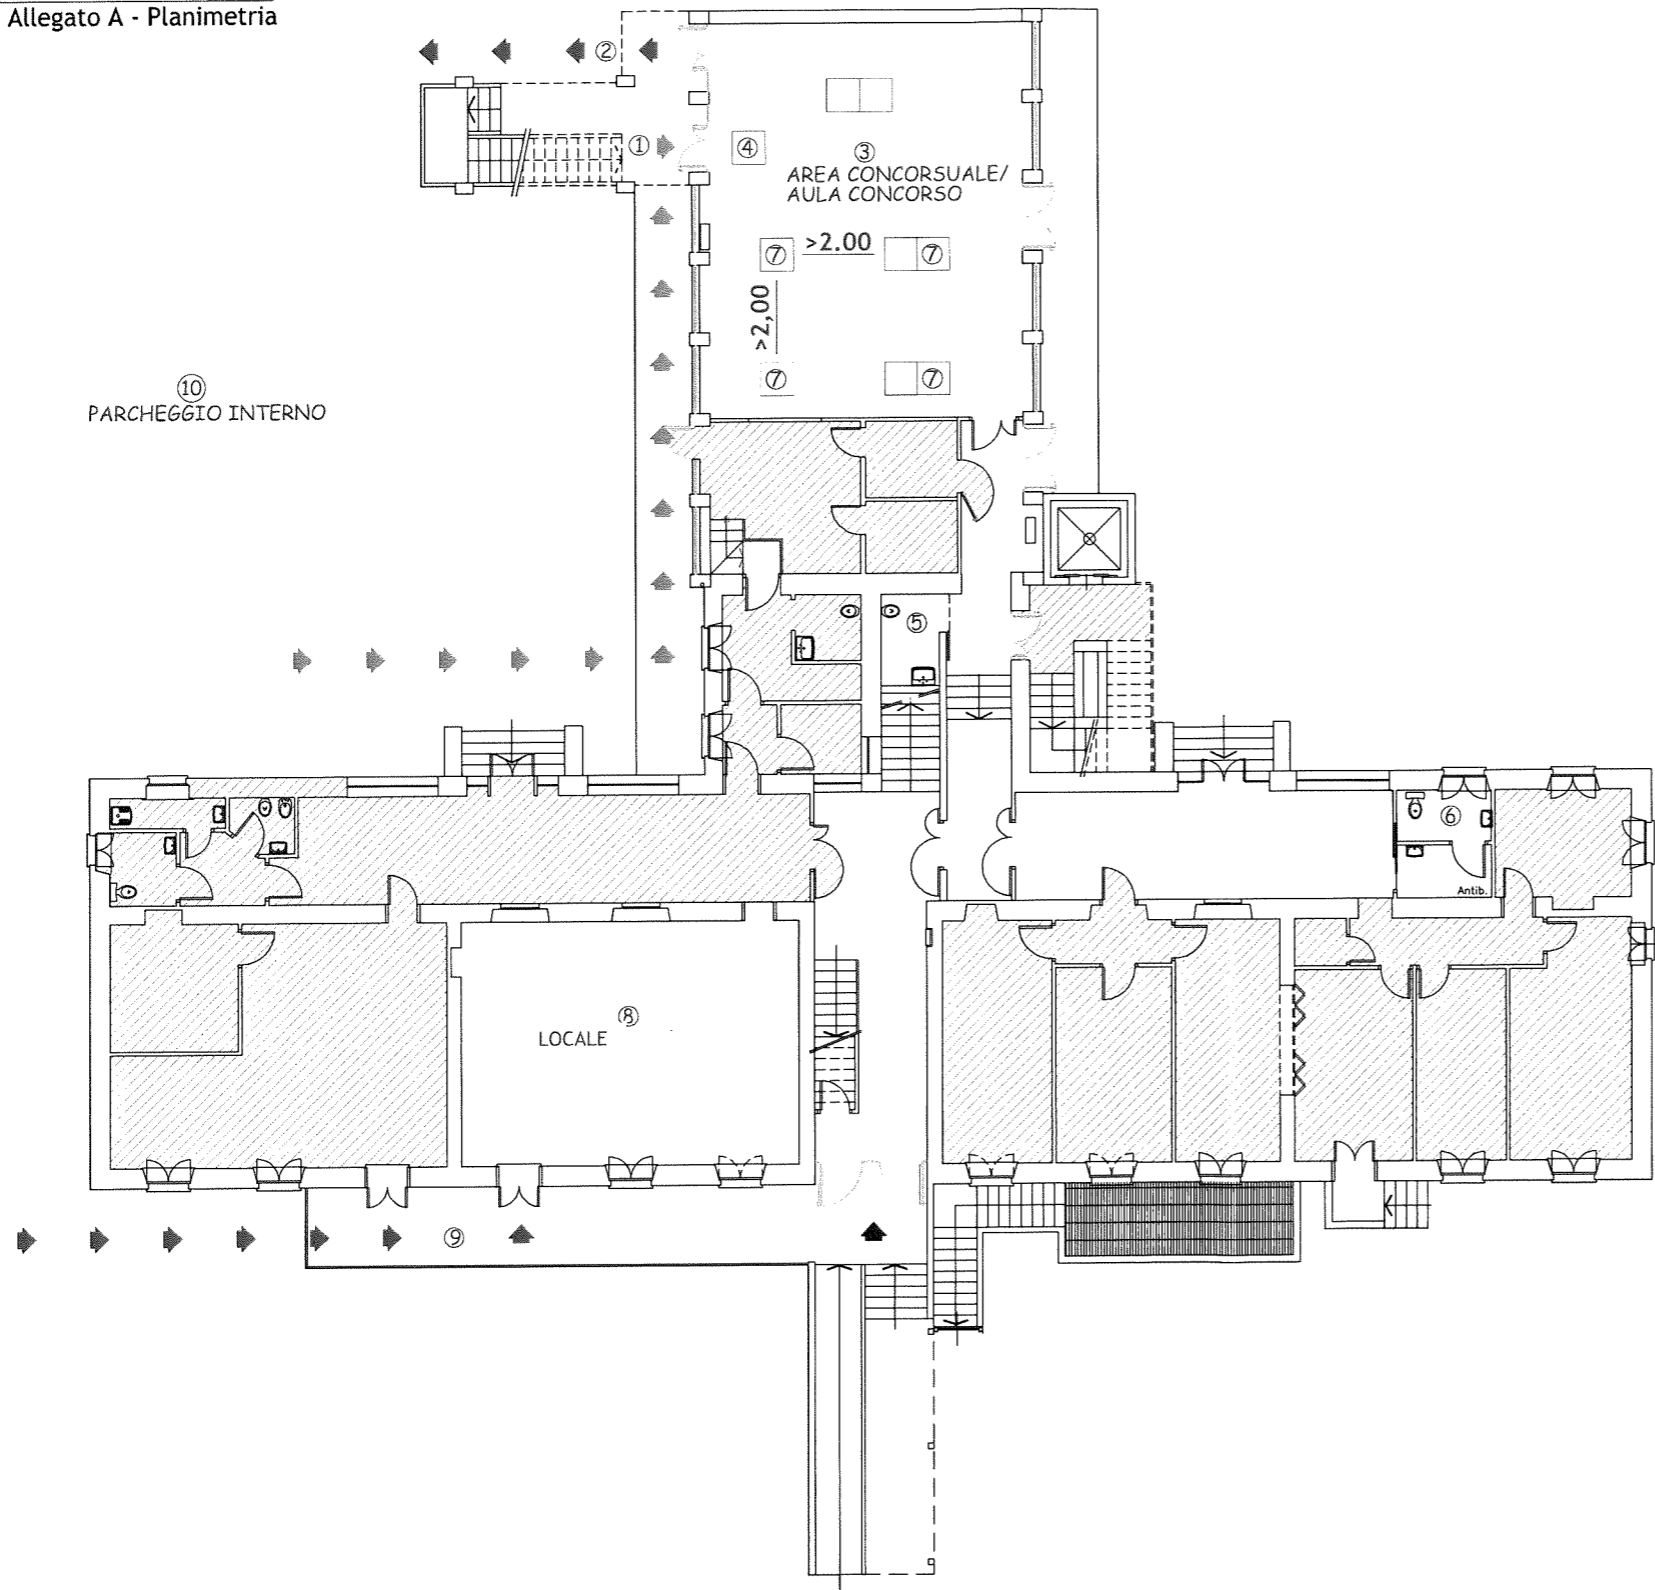 Allegato A - Planimetria
②
①
④
③
AREA CONCORSUALE/
AULA CONCORSO
⑦
>2.00
⑦
>2,00
⑦
⑦
⑩
PARCHEGGIO INTERNO
⑤
⑥
Antib.
⑧
LOCALE
⑨